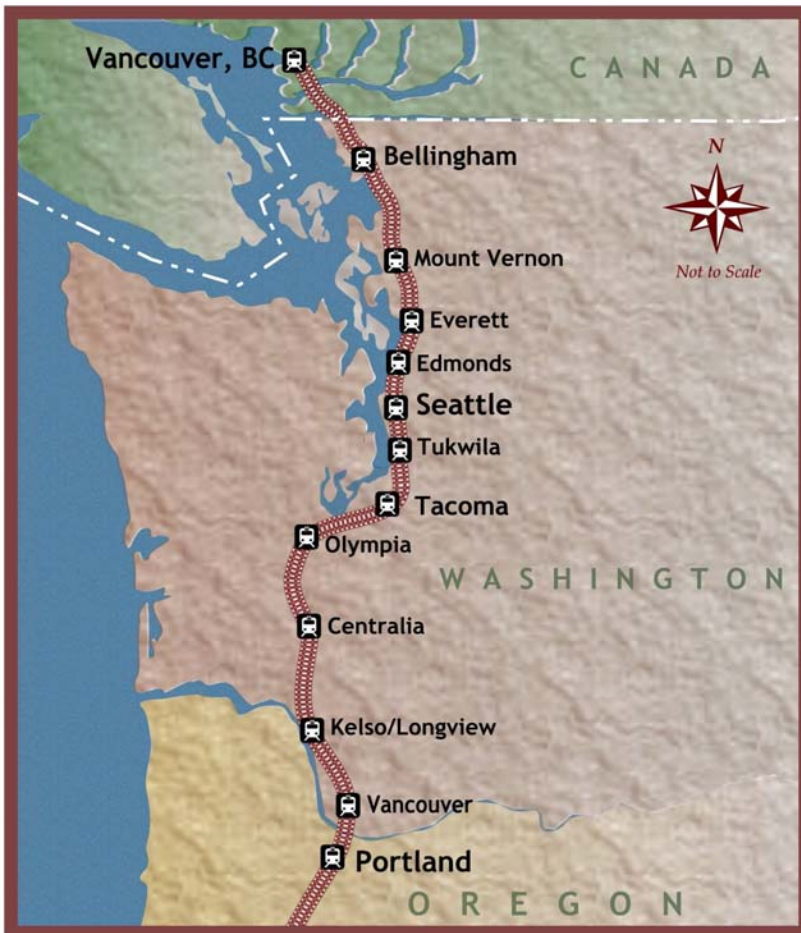 Vancouver, BC
CANADA
Bellingham
N
Not to Scale
Mount Vernon
Everett
Edmonds
Seattle
Tukwila
Tacoma
Olympia
WASHINGTON
Centralia
Kelso/Longview
Vancouver
Portland
OREGON